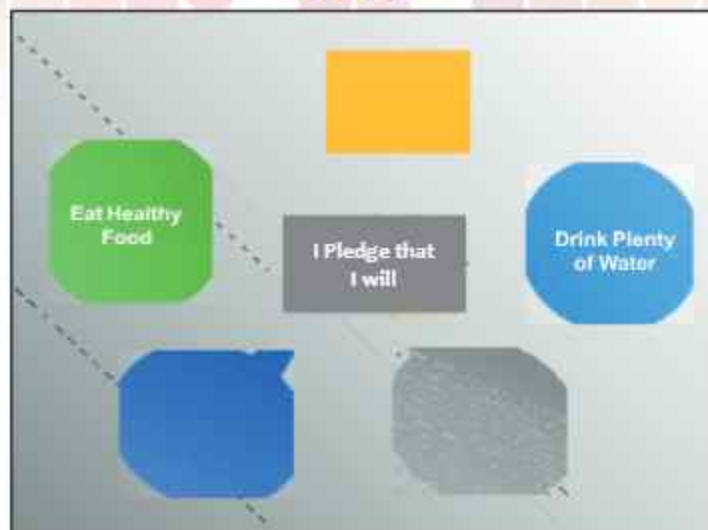 Eat Healthy
Food
I Pledge that
I will
Drink Plenty
of Water